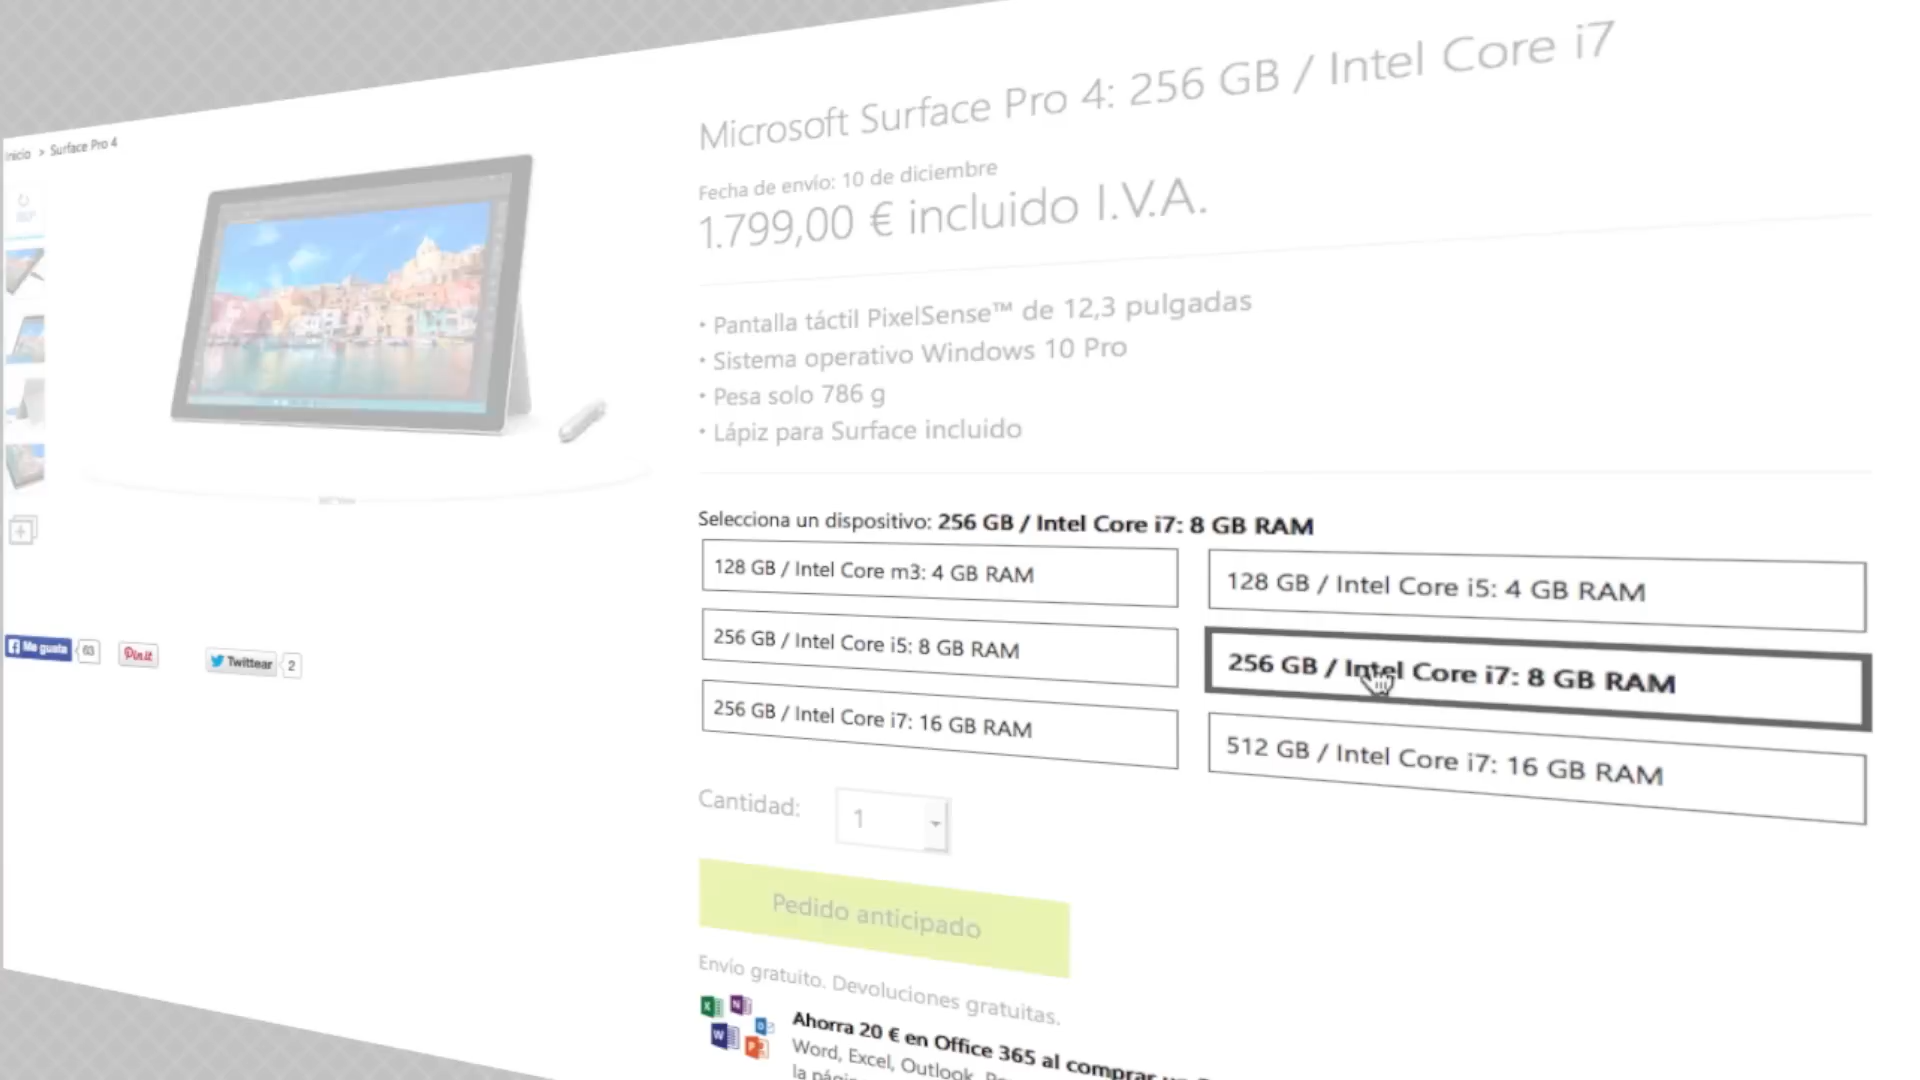 Inicio > Surface Pro 4
Microsoft Surface Pro 4: 256 GB / Intel Core i7
Fecha de envío: 10 de diciembre
1.799,00 € incluido I.V.A.
• Pantalla táctil PixelSense™ de 12,3 pulgadas
• Sistema operativo Windows 10 Pro
• Pesa solo 786 g
• Lápiz para Surface incluido
Selecciona un dispositivo: 256 GB / Intel Core i7: 8 GB RAM
128 GB / Intel Core m3: 4 GB RAM
128 GB / Intel Core i5: 4 GB RAM
256 GB / Intel Core i5: 8 GB RAM
256 GB / Intel Core i7: 8 GB RAM
256 GB / Intel Core i7: 16 GB RAM
512 GB / Intel Core i7: 16 GB RAM
Me gusta 63
Pin it
Twittear 2
Cantidad: 1
Pedido anticipado
Envío gratuito. Devoluciones gratuitas.
Ahorra 20 € en Office 365 al comprar
Word, Excel, Outlook,
la